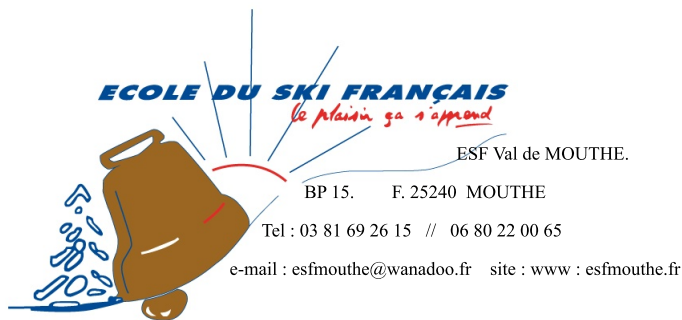 ECOLE DU SKI FRANÇAIS
le plaisir ça s'apprend
ESF Val de MOUTHE.
BP 15. F. 25240 MOUTHE
Tel : 03 81 69 26 15 // 06 80 22 00 65
e-mail : esfmouthe@wanadoo.fr site : www : esfmouthe.fr